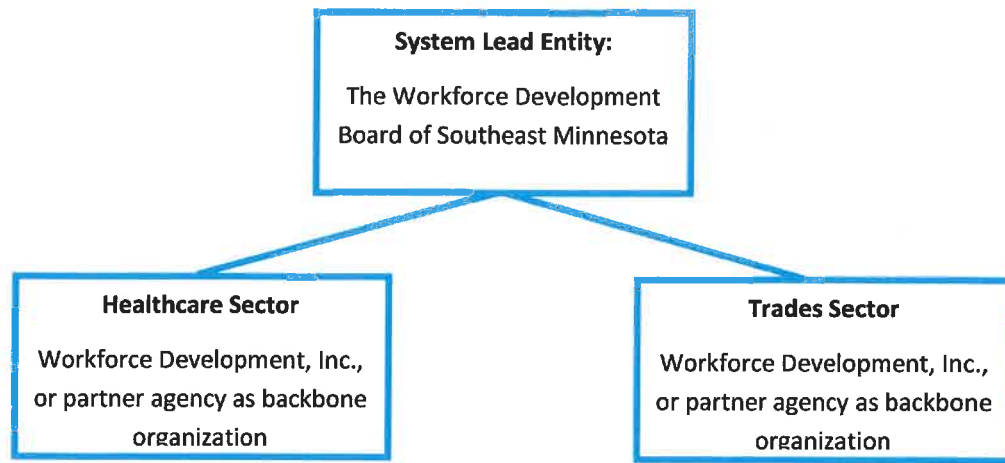 System Lead Entity:
The Workforce Development
Board of Southeast Minnesota
Healthcare Sector
Workforce Development, Inc.,
or partner agency as backbone
organization
Trades Sector
Workforce Development, Inc.,
or partner agency as backbone
organization